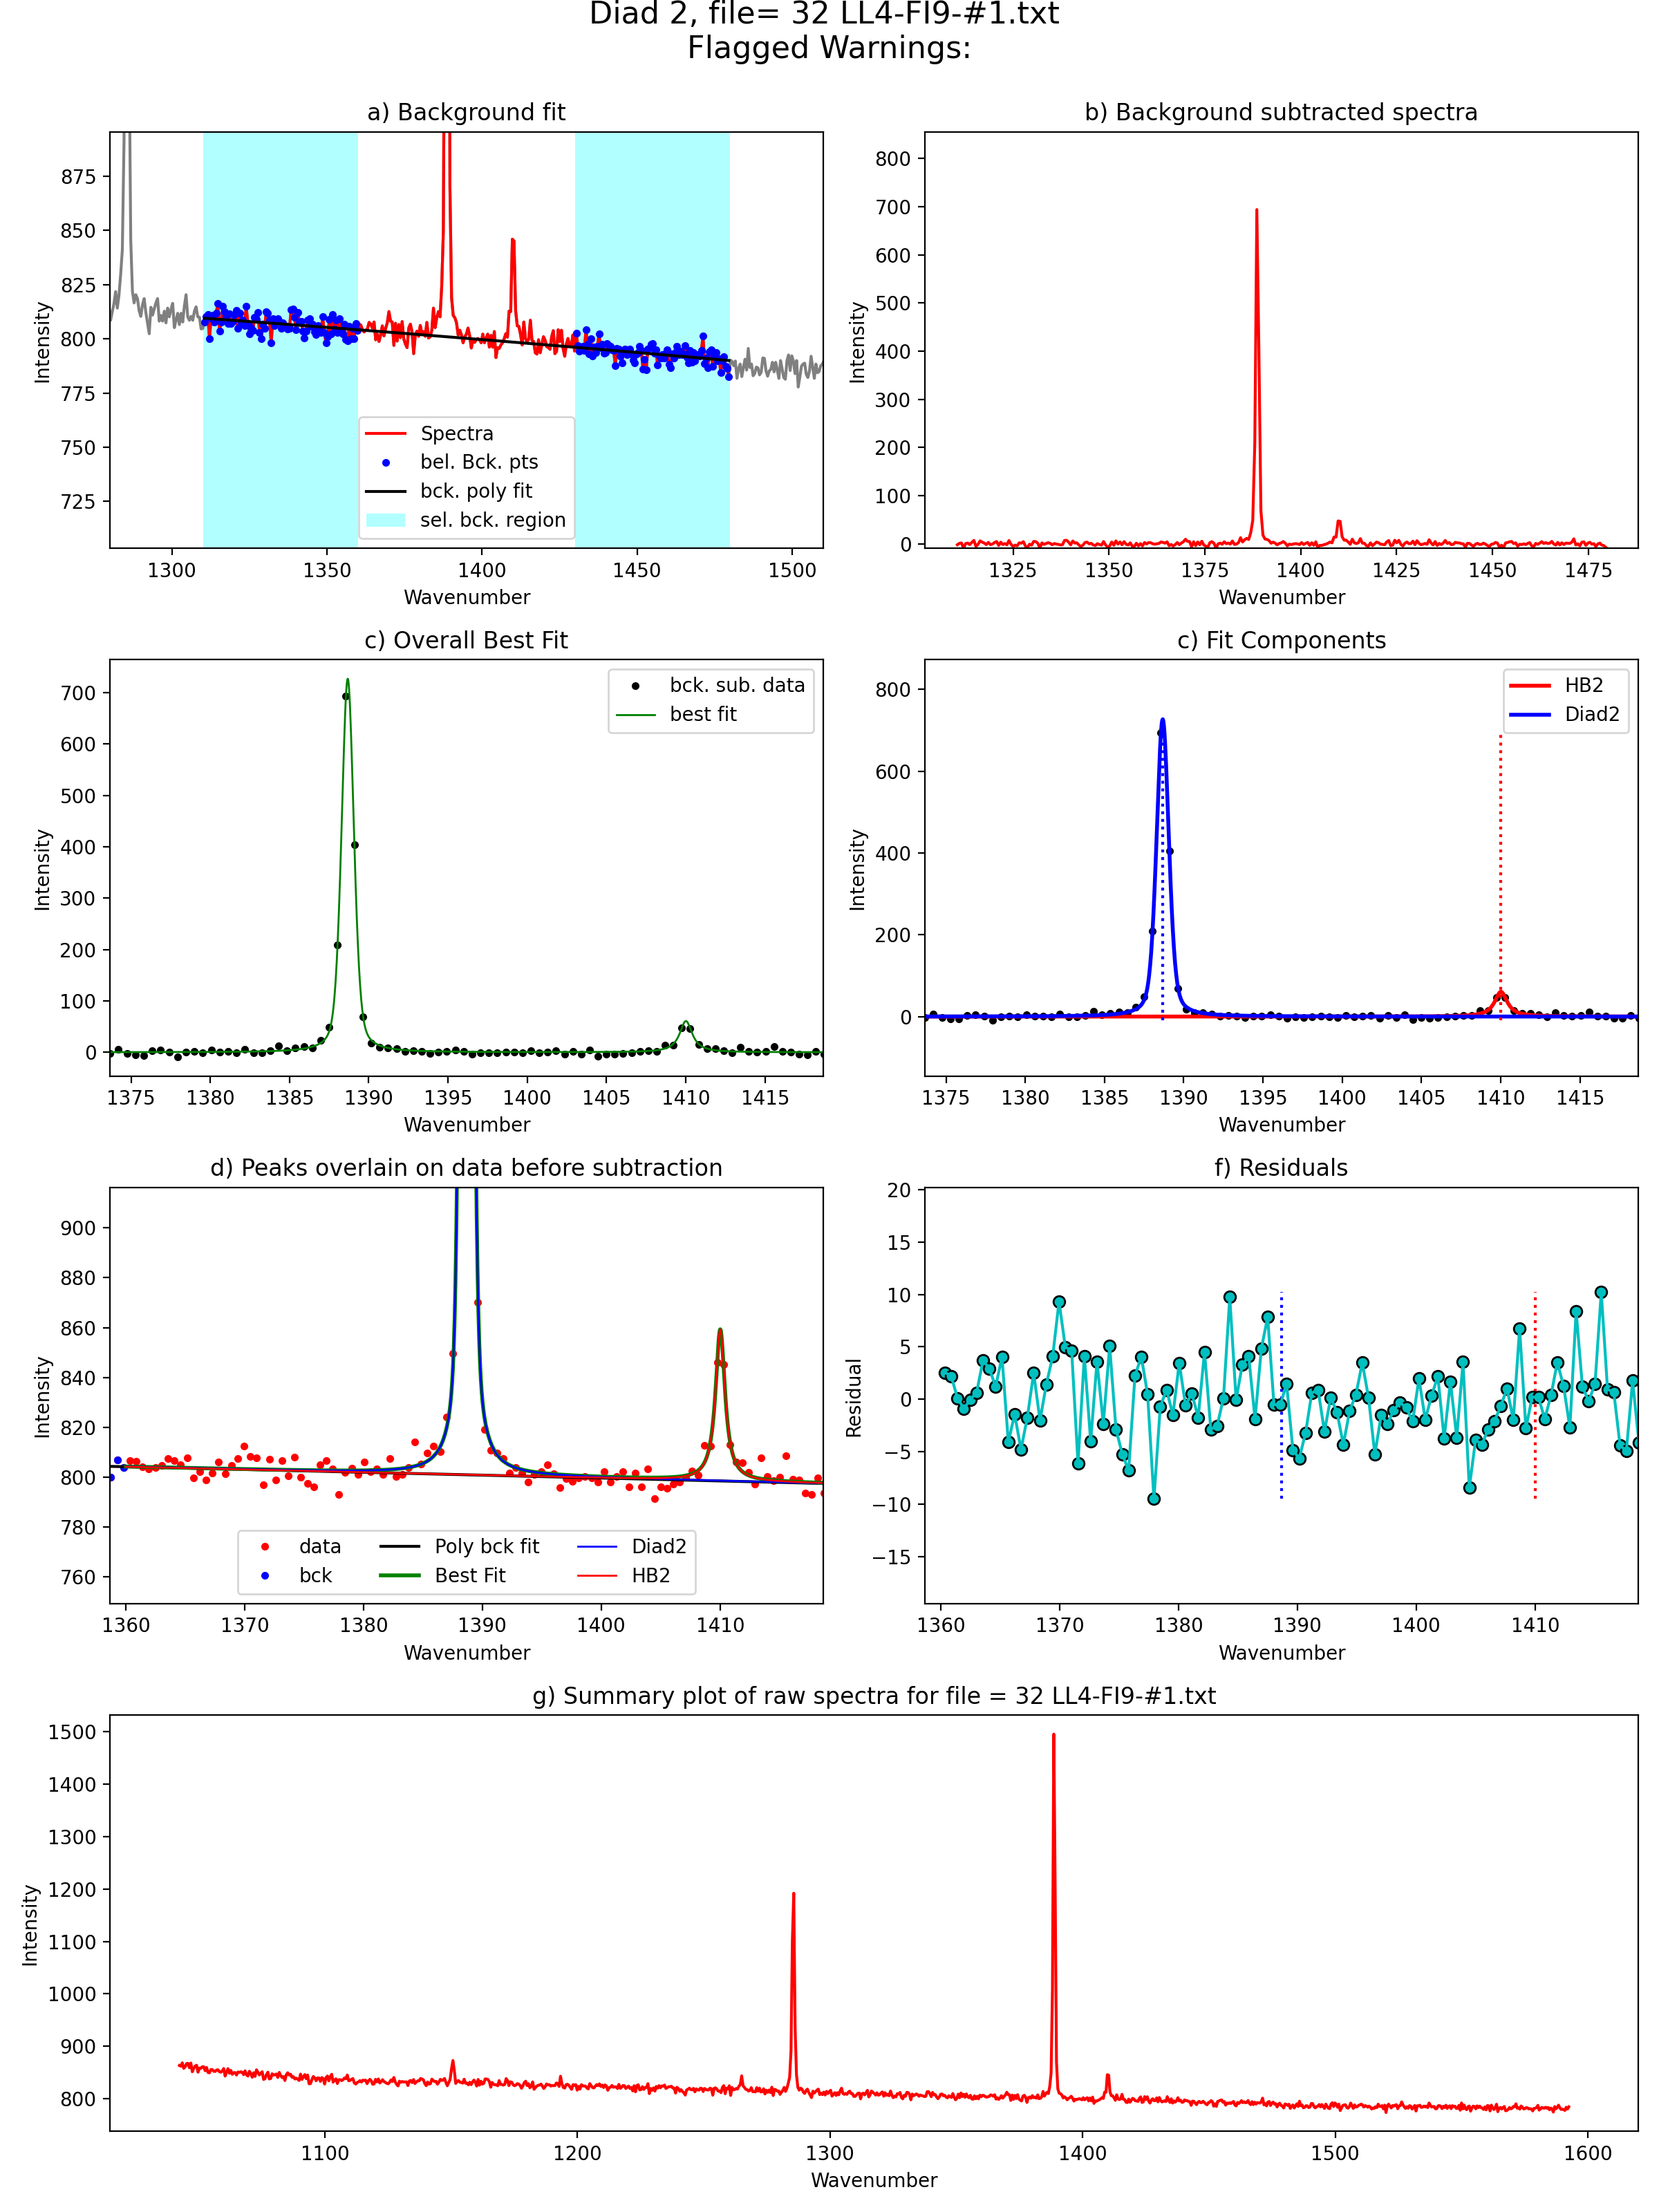 Diad 2, file= 32 LL4-FI9-#1.txt
Flagged Warnings:
a) Background fit
Intensity
875
850
825
800
775
750
725
Spectra
bel. Bck. pts
bck. poly fit
sel. bck. region
1300 1350 1400 1450 1500
Wavenumber
b) Background subtracted spectra
Intensity
800
700
600
500
400
300
200
100
0
1325 1350 1375 1400 1425 1450 1475
Wavenumber
c) Overall Best Fit
Intensity
700
600
500
400
300
200
100
0
bck. sub. data
best fit
1375 1380 1385 1390 1395 1400 1405 1410 1415
Wavenumber
c) Fit Components
Intensity
800
600
400
200
0
HB2
Diad2
1375 1380 1385 1390 1395 1400 1405 1410 1415
Wavenumber
d) Peaks overlain on data before subtraction
Intensity
900
880
860
840
820
800
780
760
data
bck
Poly bck fit
Best Fit
Diad2
HB2
1360 1370 1380 1390 1400 1410
Wavenumber
f) Residuals
Residual
20
15
10
5
0
−5
−10
−15
1360 1370 1380 1390 1400 1410
Wavenumber
g) Summary plot of raw spectra for file = 32 LL4-FI9-#1.txt
Intensity
1500
1400
1300
1200
1100
1000
900
800
1100 1200 1300 1400 1500 1600
Wavenumber